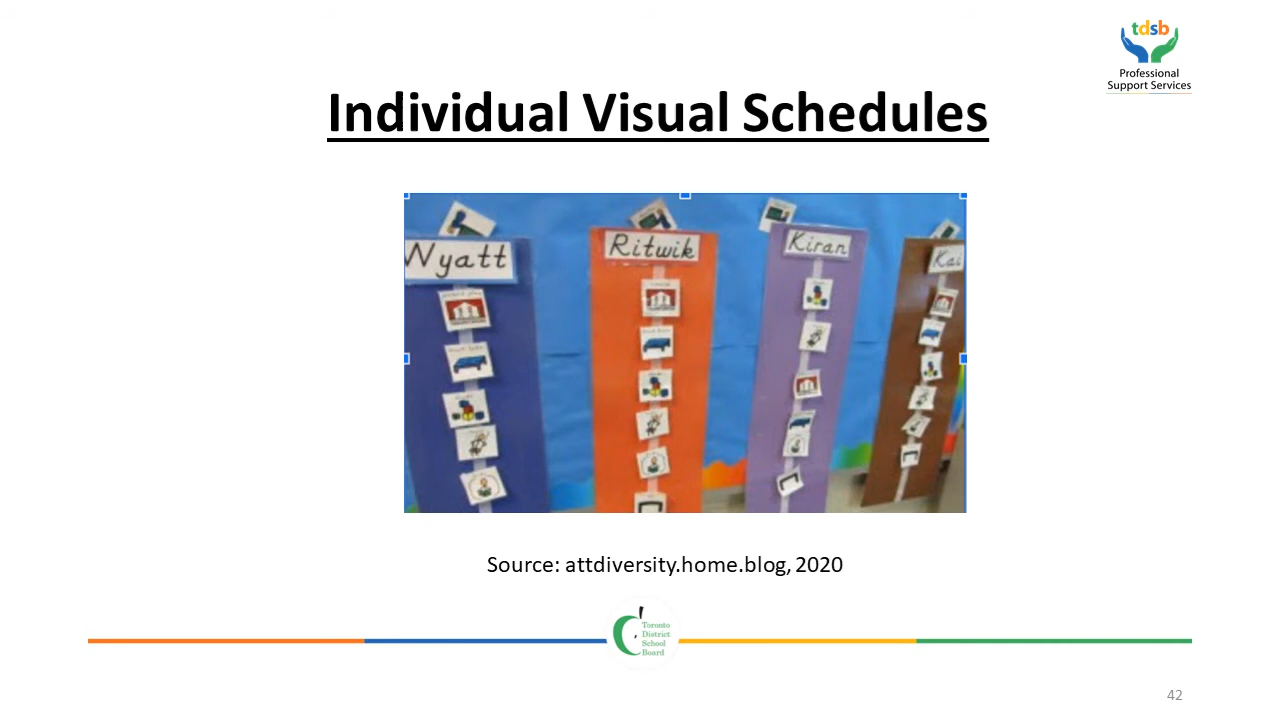 tdsb
Professional
Support Services
Individual Visual Schedules
Nyatt
Ritwik
Kiran
Kai
Source: attdiversity.home.blog, 2020
Toronto
District
School
Board
42